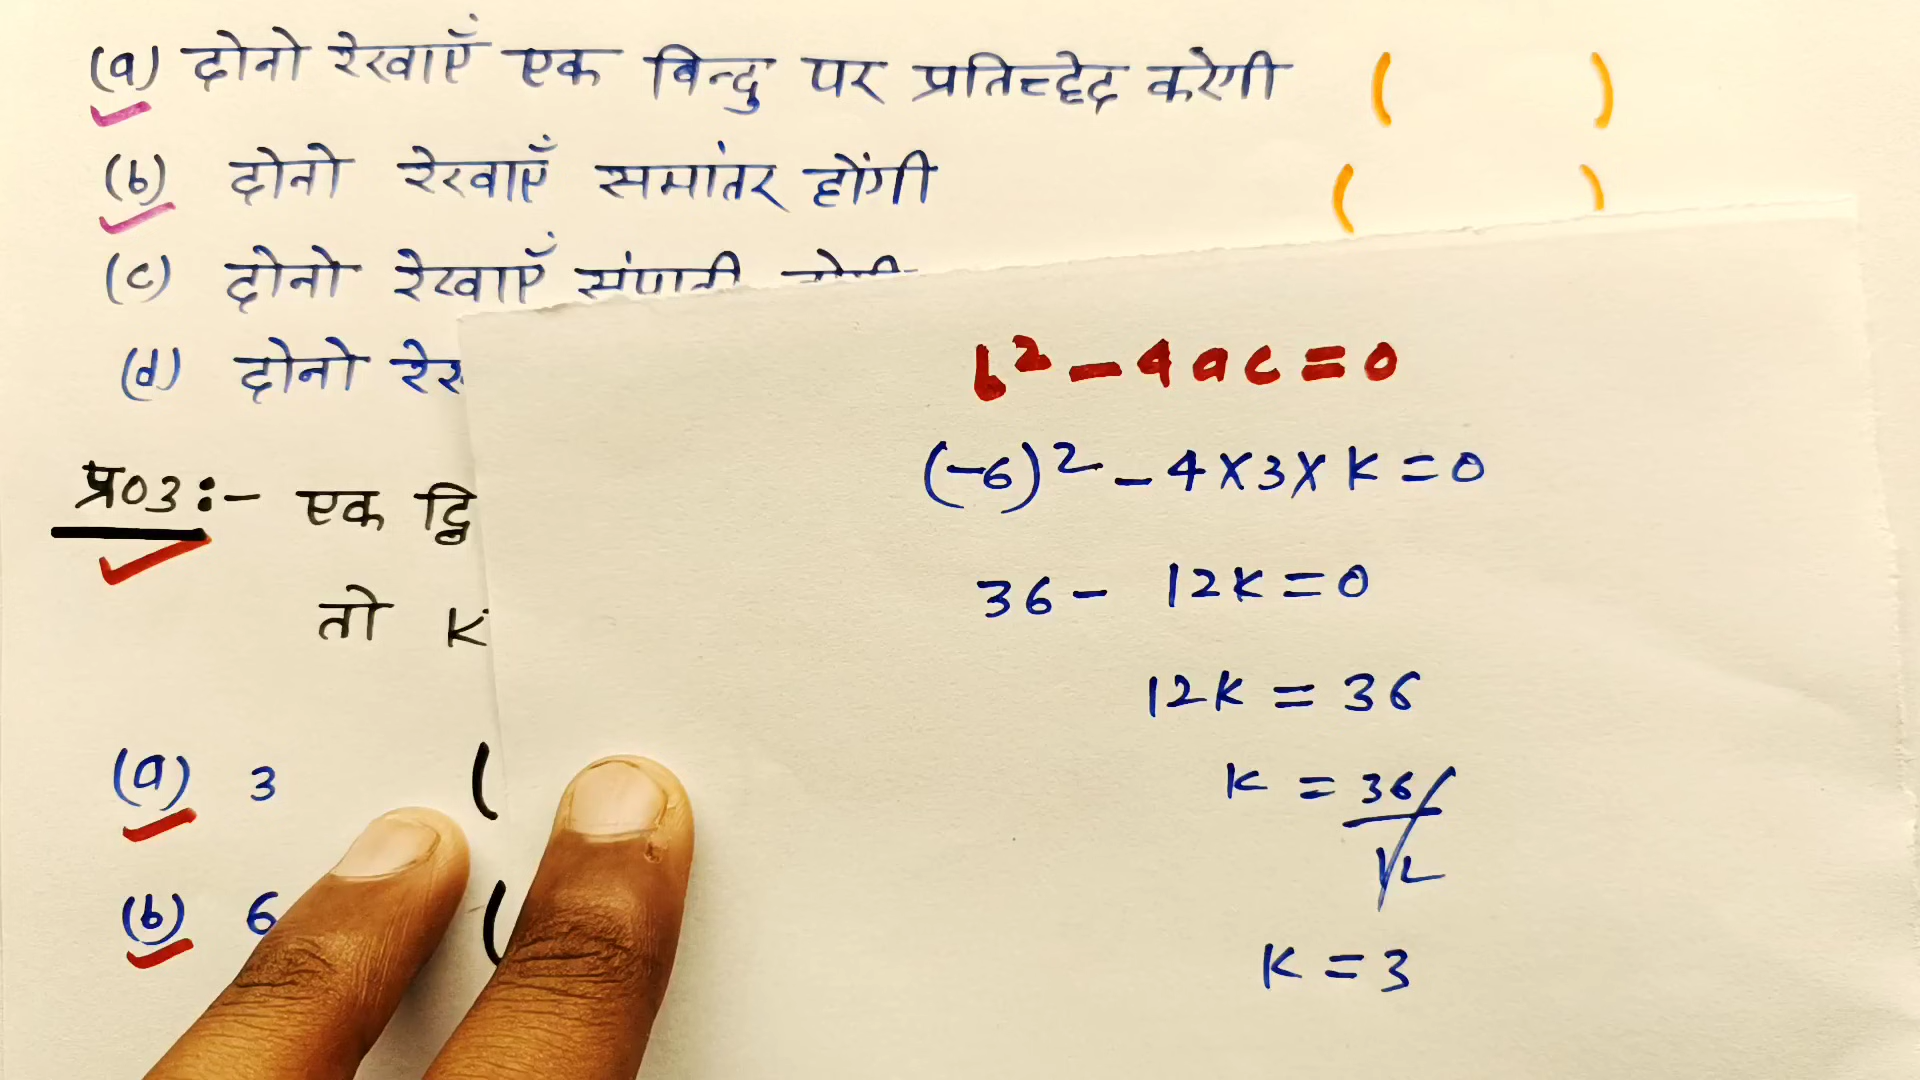 (a) दोनो रेखाएँ एक बिन्दु पर प्रतिच्छेद करेगी ( )
(b) दोनो रेखाएँ समांतर होंगी ( )
(c) दोनो रेखाएँ
(d) दोनो
प्र०3:- एक
तो K
(a) 3 (
(b) 6 (
b² - 4ac = 0
(-6)² - 4 X 3 X K = 0
36 - 12K = 0
12K = 36
K = 36/12
K = 3